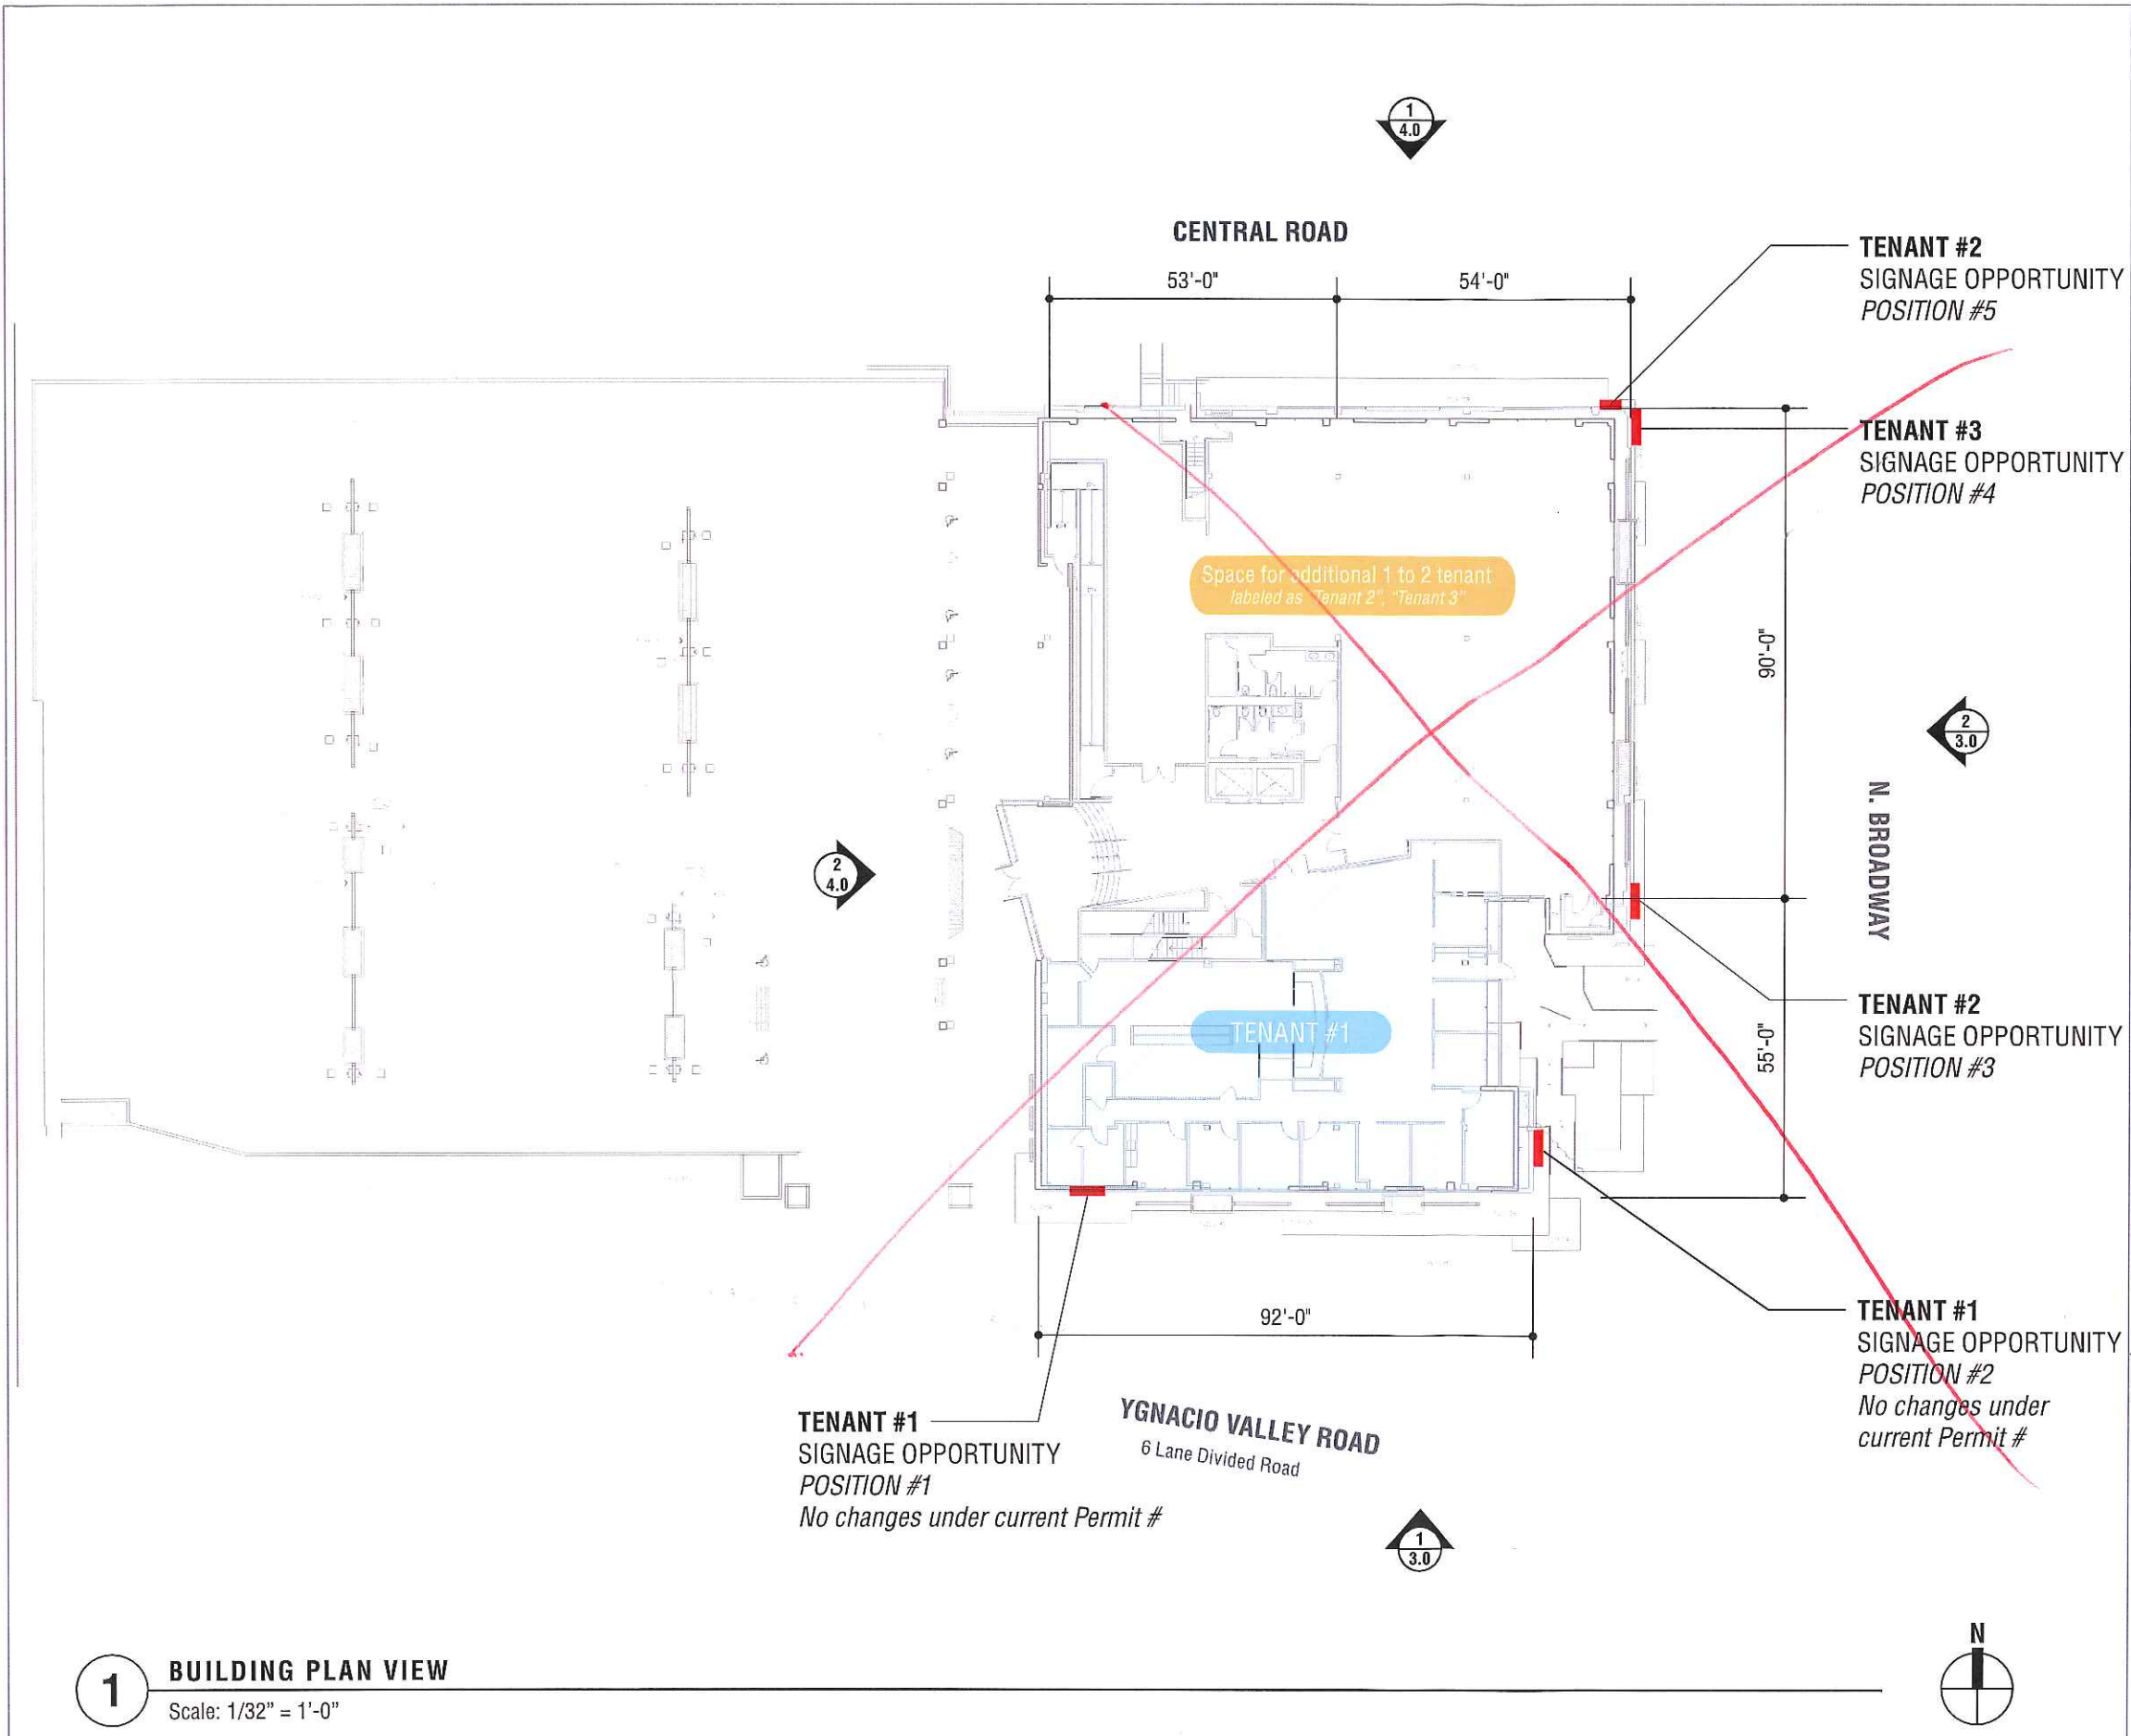 1
4.0
CENTRAL ROAD
53'-0"
54'-0"
TENANT #2
SIGNAGE OPPORTUNITY
POSITION #5
TENANT #3
SIGNAGE OPPORTUNITY
POSITION #4
Space for additional 1 to 2 tenant
labeled as "Tenant 2", "Tenant 3"
90'-0"
2
3.0
N. BROADWAY
2
4.0
TENANT #2
SIGNAGE OPPORTUNITY
POSITION #3
TENANT #1
55'-0"
92'-0"
TENANT #1
SIGNAGE OPPORTUNITY
POSITION #2
No changes under
current Permit #
TENANT #1
SIGNAGE OPPORTUNITY
POSITION #1
No changes under current Permit #
YGNACIO VALLEY ROAD
6 Lane Divided Road
1
3.0
N
1
BUILDING PLAN VIEW
Scale: 1/32” = 1’-0”